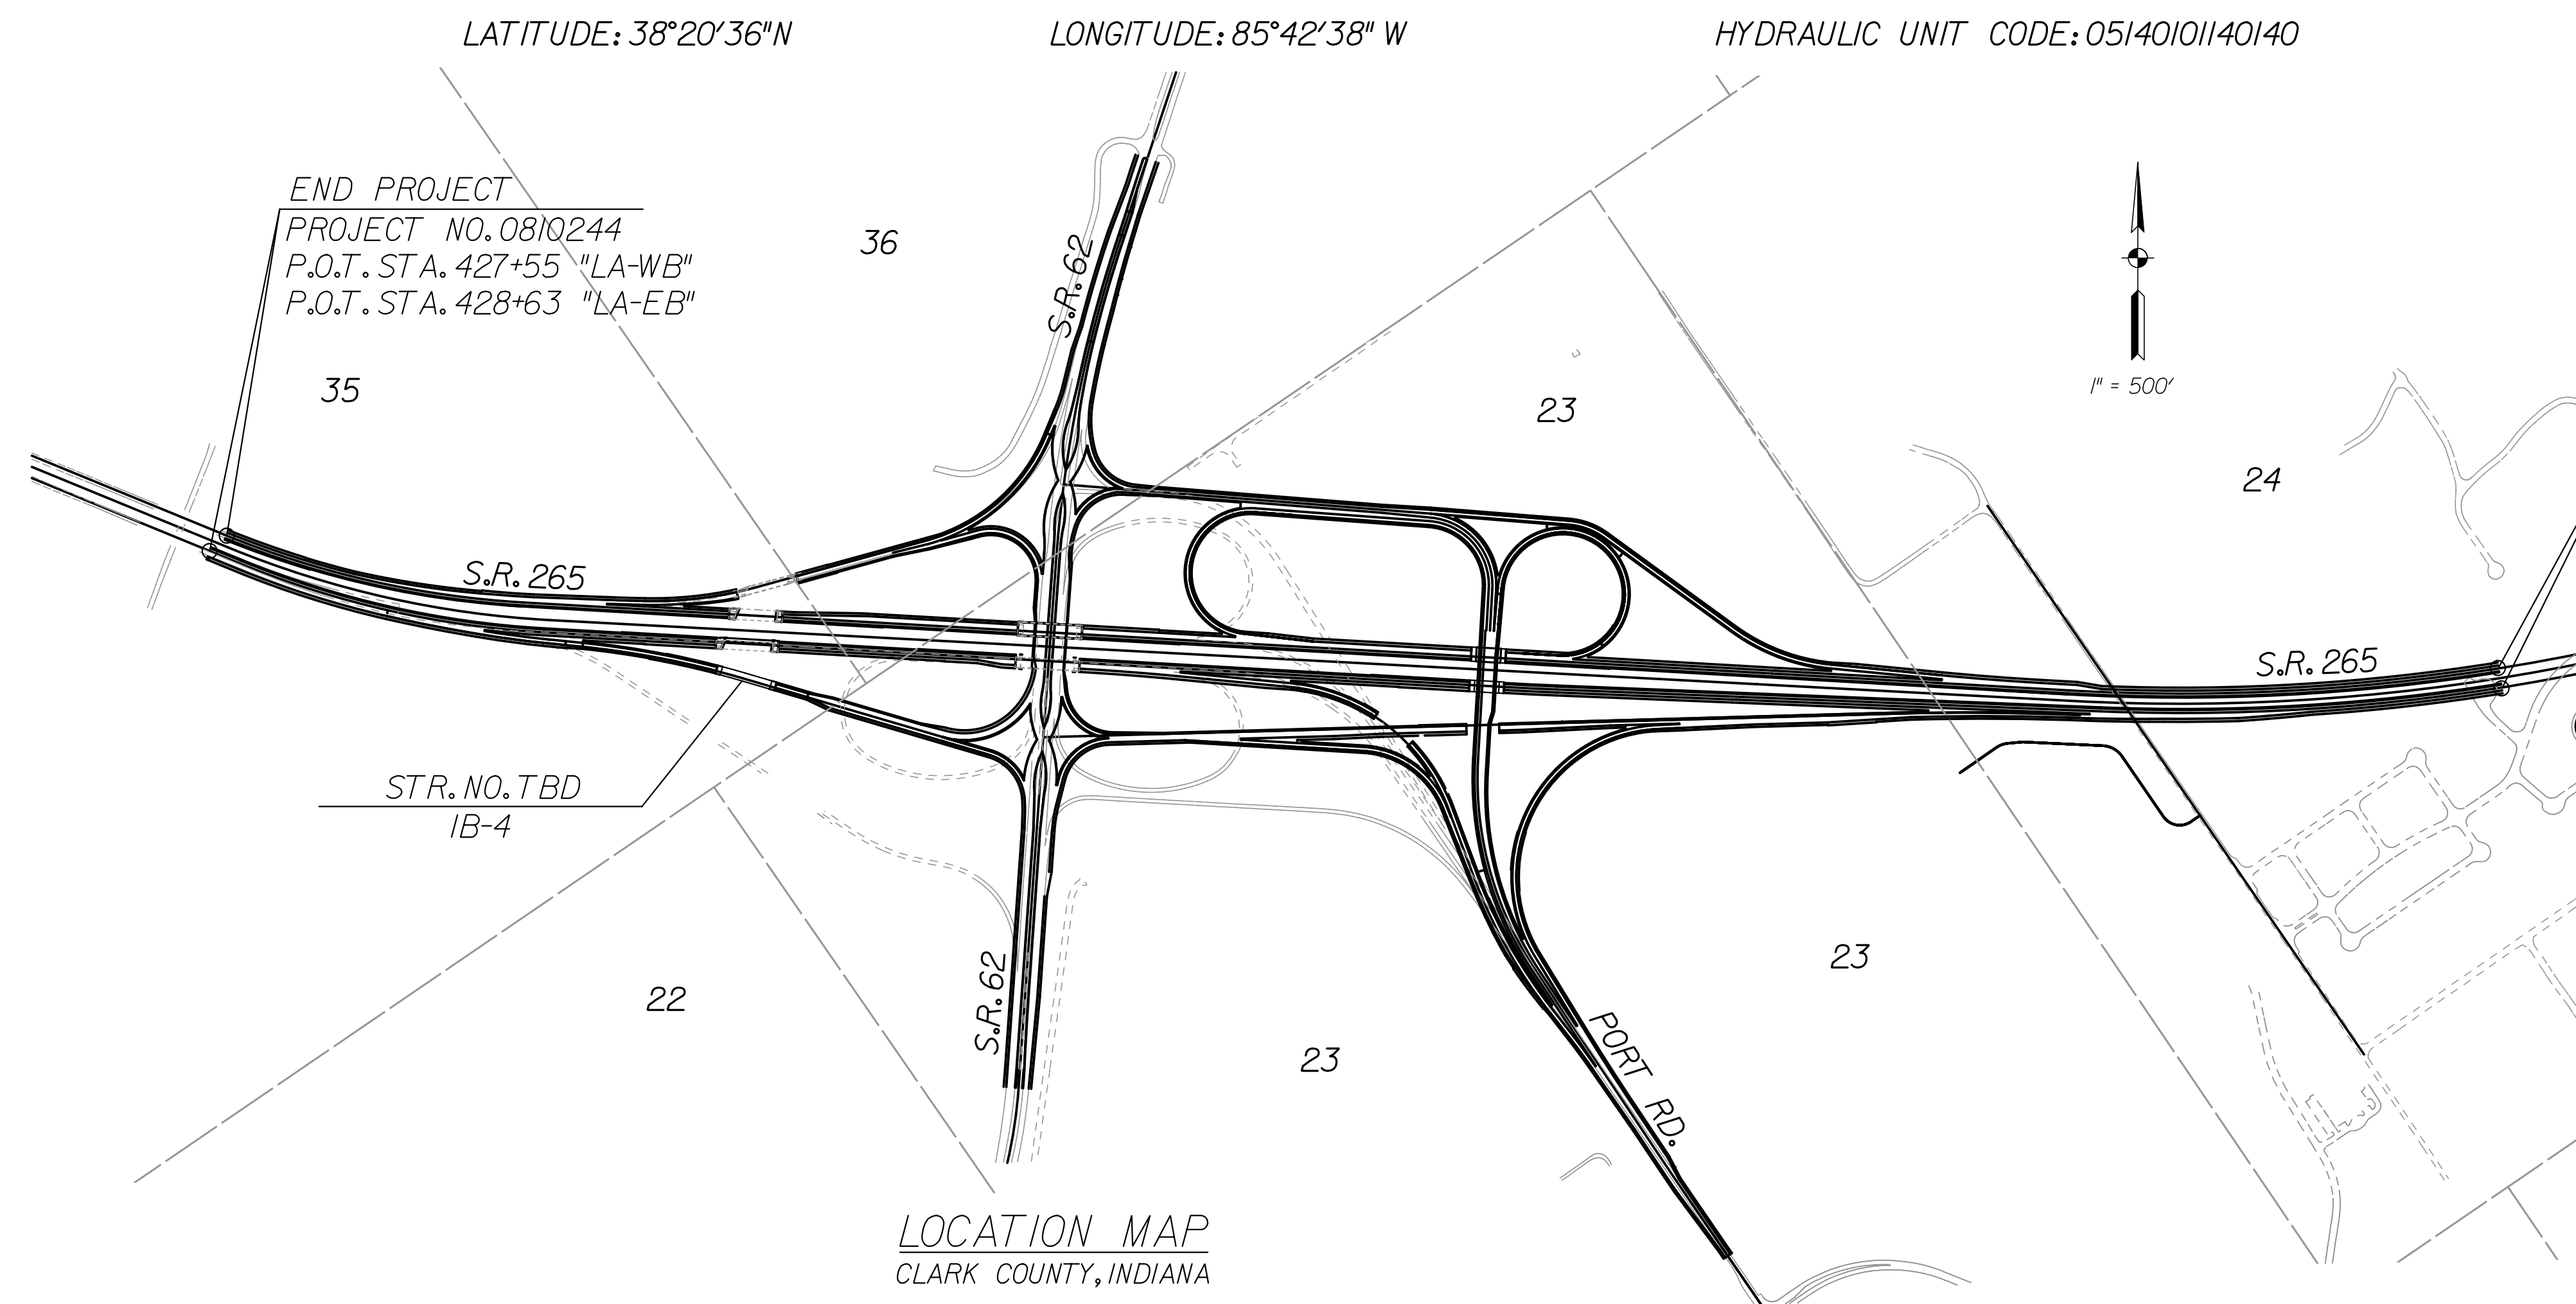 LATITUDE: 38°20'36"N
LONGITUDE: 85°42'38" W
HYDRAULIC UNIT CODE: 05140101140140
END PROJECT
PROJECT NO. 0810244
P.O.T. STA. 427+55 "LA-WB"
P.O.T. STA. 428+63 "LA-EB"
36
S.R. 62
35
23
1" = 500'
24
S.R. 265
S.R. 265
STR. NO. TBD
IB-4
22
S.R. 62
23
23
PORT RD.
LOCATION MAP
CLARK COUNTY, INDIANA